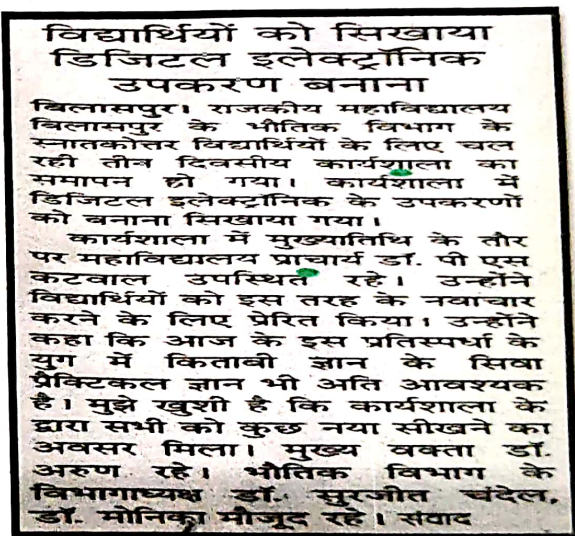 विद्यार्थियों को सिखाया
डिजिटल इलेक्ट्रॉनिक
उपकरण बनाना
बिलासपुर। राजकीय महाविद्यालय
बिलासपुर के भौतिक विभाग के
स्नातकोत्तर विद्यार्थियों के लिए चल
रही तीन दिवसीय कार्यशाला का
समापन हो गया। कार्यशाला में
डिजिटल इलेक्ट्रॉनिक के उपकरणों
को बनाना सिखाया गया।
कार्यशाला में मुख्यातिथि के तौर
पर महाविद्यालय प्राचार्य डॉ. पी एस
कटवाल उपस्थित रहे। उन्होंने
विद्यार्थियों को इस तरह के नवाचार
करने के लिए प्रेरित किया। उन्होंने
कहा कि आज के इस प्रतिस्पर्धा के
युग में किताबी ज्ञान के सिवा
प्रैक्टिकल ज्ञान भी अति आवश्यक
है। मुझे खुशी है कि कार्यशाला के
द्वारा सभी को कुछ नया सीखने का
अवसर मिला। मुख्य वक्ता डॉ.
अरुण रहे। भौतिक विभाग के
विभागाध्यक्ष डॉ. सुरजीत चंदेल,
डॉ. मोनिका मौजूद रहे। संवाद